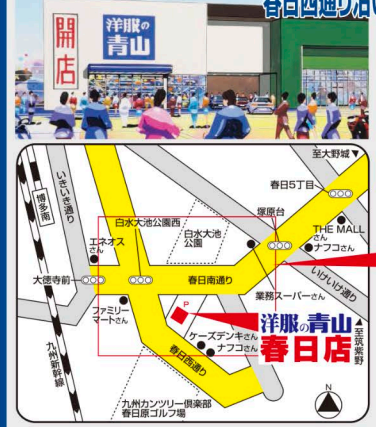 春日西通り沿い
開店
洋服の
青山
至大野城▼
春日5丁目
博多南
いきいき通り
白水大池公園西
塚原台
白水大池
公園
THE MALL
さん
ナフコさん
エネオス
さん
いけいけ通り
大徳寺前
春日南通り
業務スーパーさん
ファミリー
マートさん
P
洋服の青山
春日店
▲至筑紫野
ケーズデンキさん
ナフコさん
春日西通り
九州新幹線
九州カンツリー倶楽部
春日原ゴルフ場
N